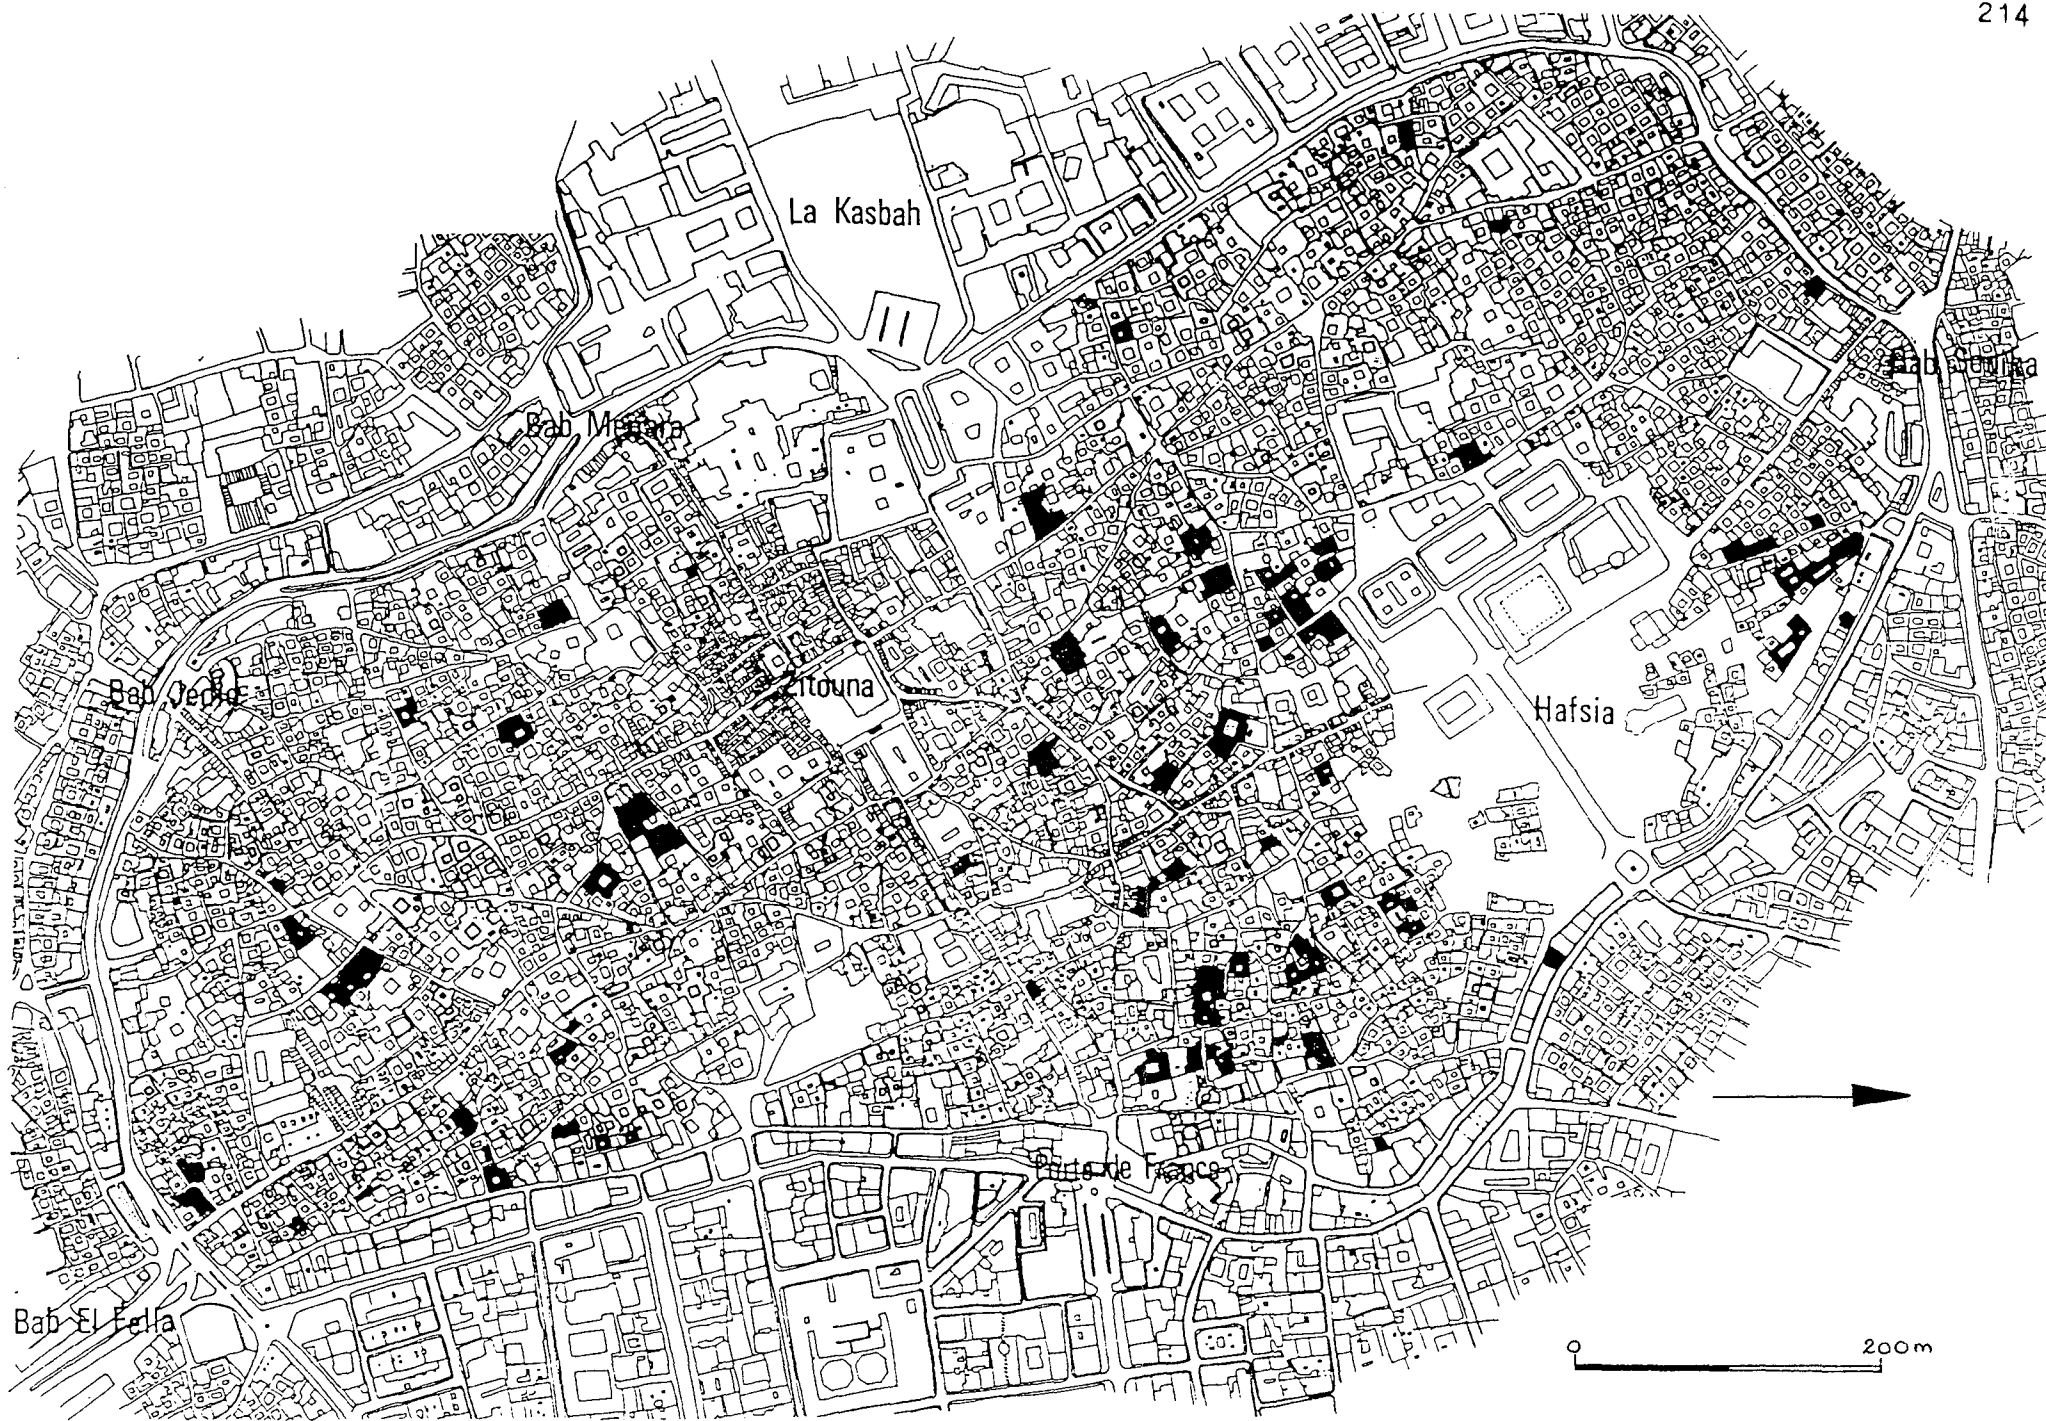 214
La Kasbah
Bab Souika
Bab Menara
Zitouna
Bab Jedid
Hafsia
Porte de France
Bab El Fella
0 200m